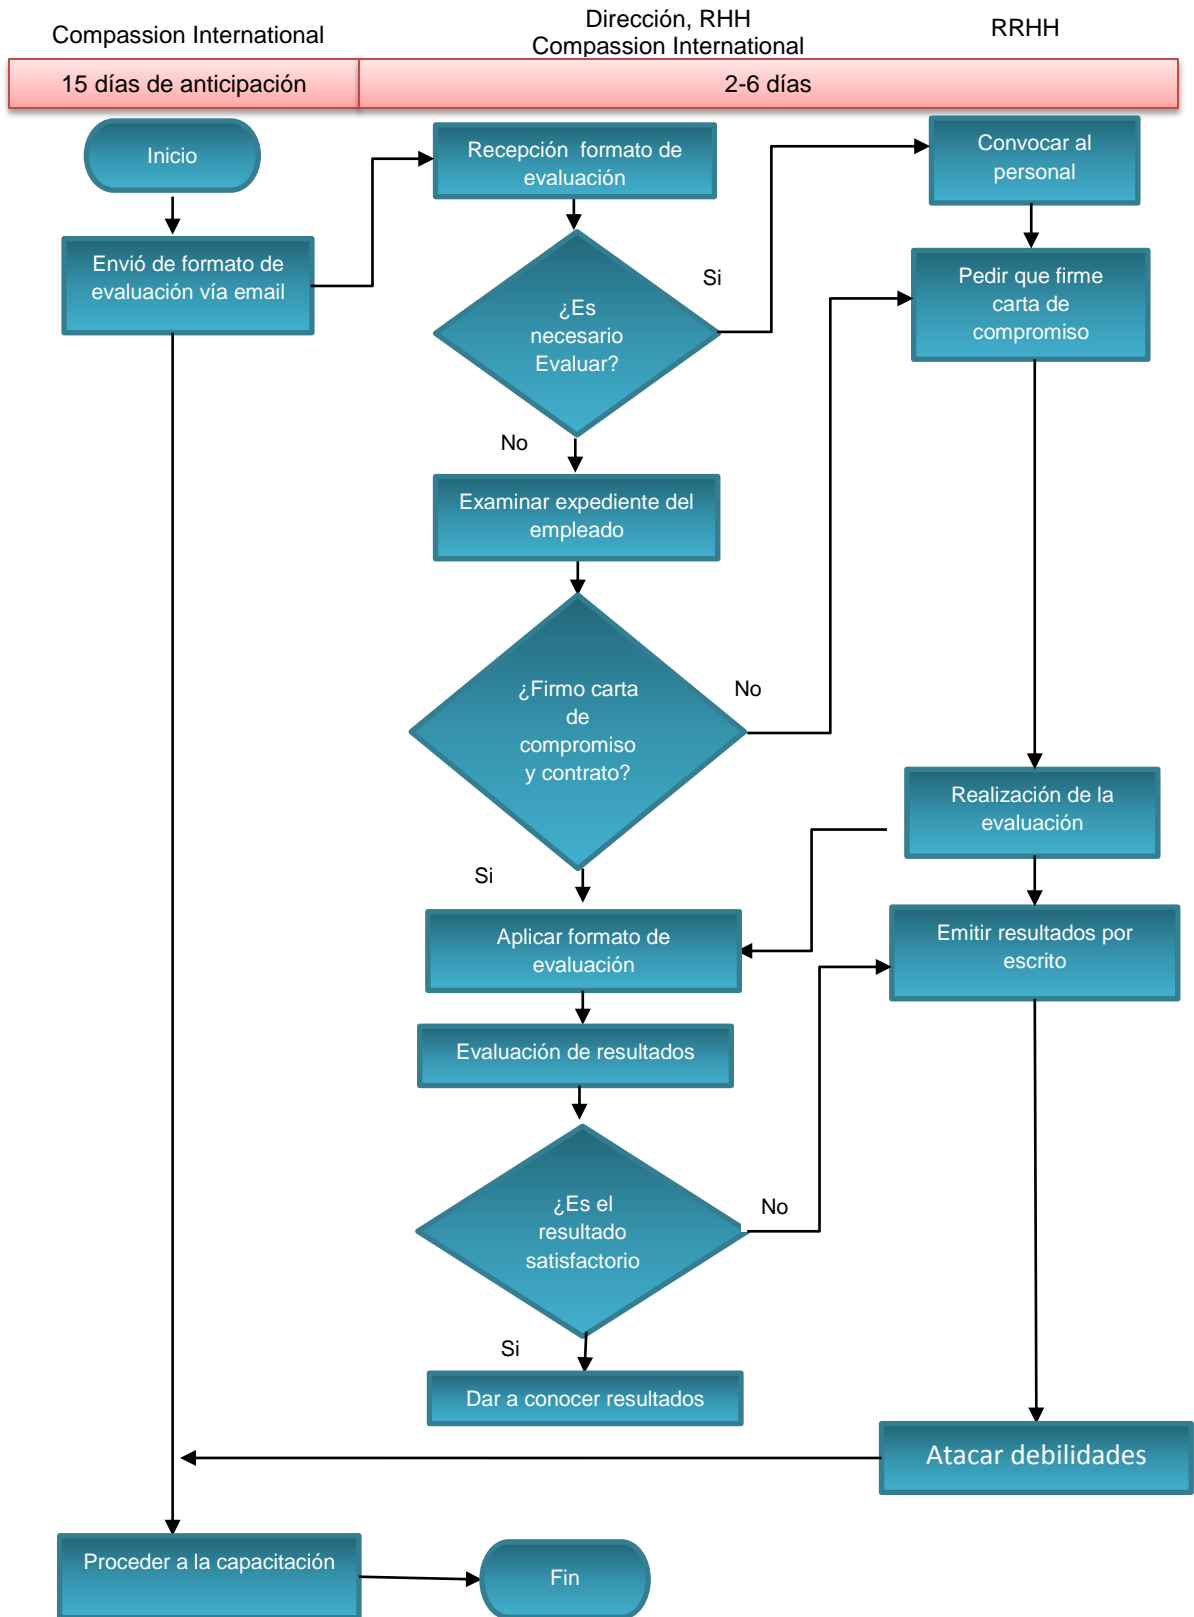 Compassion International
Dirección, RHH
Compassion International
RRHH
15 días de anticipación
2-6 días
Inicio
Recepción formato de
evaluación
Convocar al
personal
Envió de formato de
evaluación vía email
Si
Pedir que firme
carta de
compromiso
¿Es
necesario
Evaluar?
No
Examinar expediente del
empleado
¿Firmo carta
de
compromiso
y contrato?
No
Realización de la
evaluación
Si
Aplicar formato de
evaluación
Emitir resultados por
escrito
Evaluación de resultados
¿Es el
resultado
satisfactorio
No
Si
Dar a conocer resultados
Atacar debilidades
Proceder a la capacitación
Fin